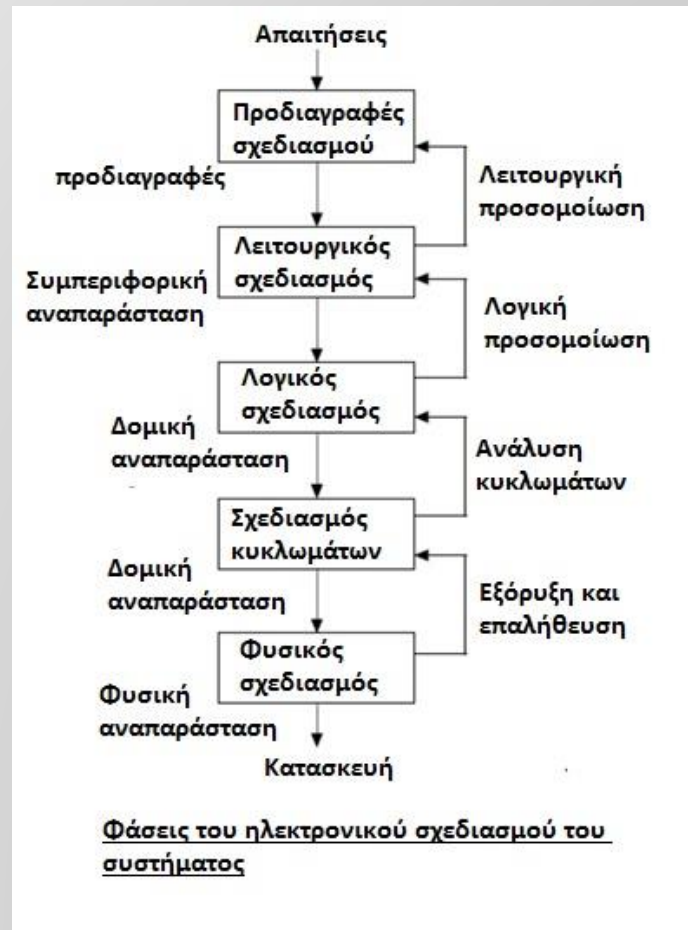 Απαιτήσεις
Προδιαγραφές
σχεδιασμού
προδιαγραφές
Λειτουργική
προσομοίωση
Λειτουργικός
σχεδιασμός
Συμπεριφορική
αναπαράσταση
Λογική
προσομοίωση
Λογικός
σχεδιασμός
Δομική
αναπαράσταση
Ανάλυση
κυκλωμάτων
Σχεδιασμός
κυκλωμάτων
Δομική
αναπαράσταση
Εξόρυξη και
επαλήθευση
Φυσικός
σχεδιασμός
Φυσική
αναπαράσταση
Κατασκευή
Φάσεις του ηλεκτρονικού σχεδιασμού του
συστήματος